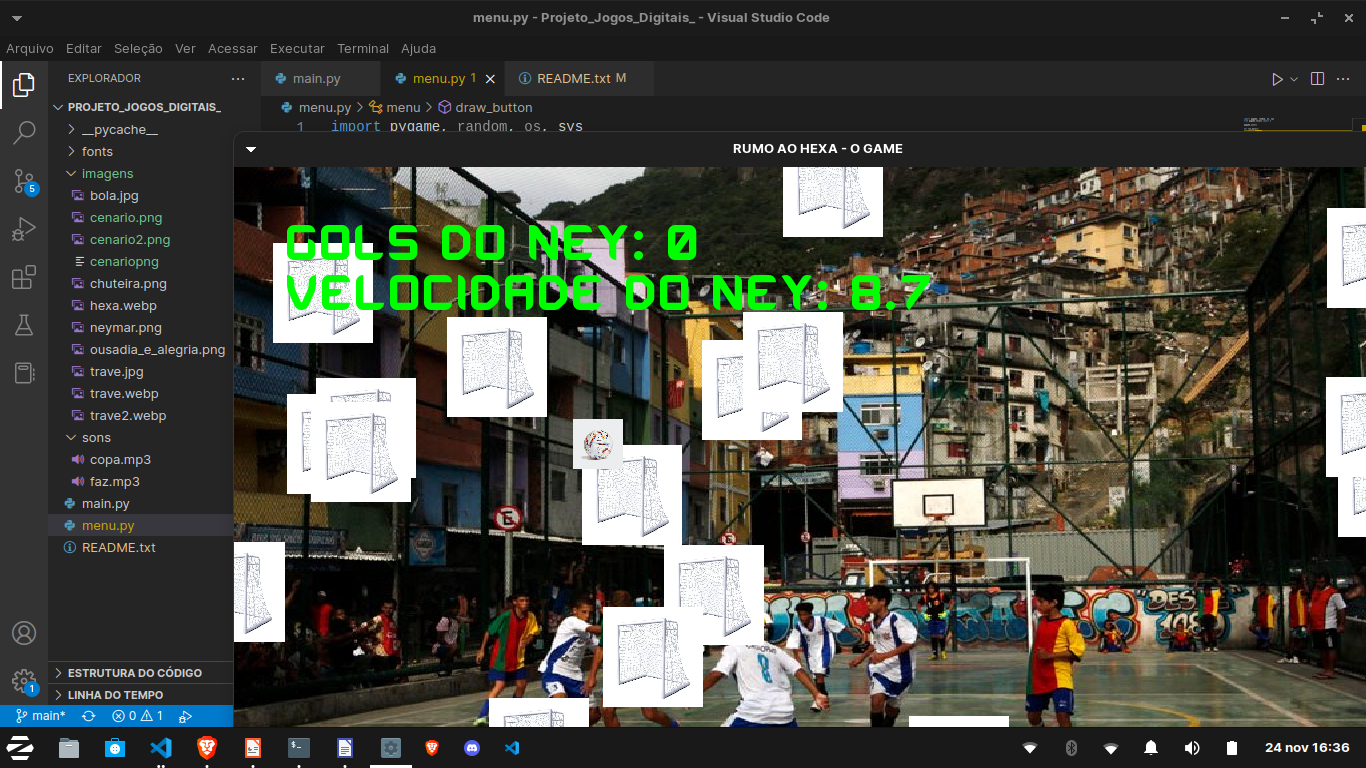 menu.py - Projeto_Jogos_Digitais_ - Visual Studio Code
Arquivo Editar Seleção Ver Acessar Executar Terminal Ajuda
EXPLORADOR
main.py
menu.py 1
README.txt M
PROJETO_JOGOS_DIGITAIS_
menu.py > menu > draw_button
1 import pygame, random, os, sys
__pycache__
fonts
imagens
bola.jpg
cenario.png
cenario2.png
cenariopng
chuteira.png
hexa.webp
neymar.png
ousadia_e_alegria.png
trave.jpg
trave.webp
trave2.webp
sons
copa.mp3
faz.mp3
main.py
menu.py
README.txt
RUMO AO HEXA - O GAME
GOLS DO NEY: 0
VELOCIDADE DO NEY: 8.7
E
8
5
1
ESTRUTURA DO CÓDIGO
LINHA DO TEMPO
main* 0 1
24 nov 16:36